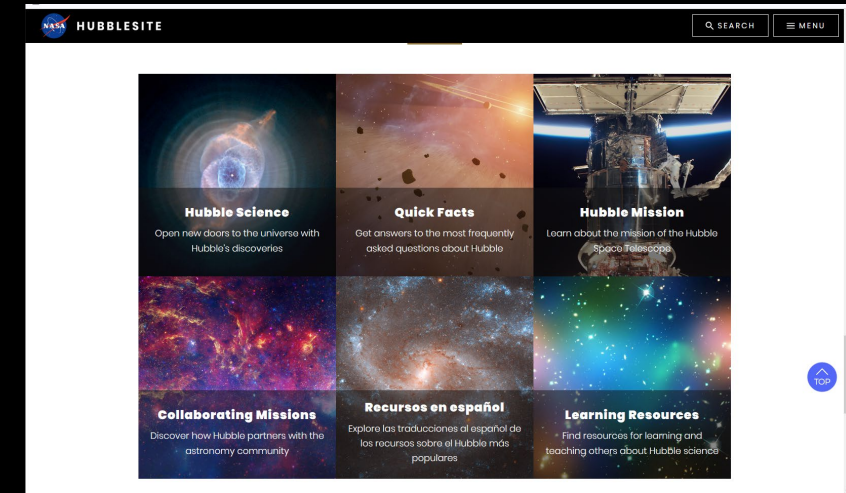 NASA
HUBBLESITE
SEARCH
MENU
Hubble Science
Open new doors to the universe with
Hubble's discoveries
Quick Facts
Get answers to the most frequently
asked questions about Hubble
Hubble Mission
Learn about the mission of the Hubble
Space Telescope
Collaborating Missions
Discover how Hubble partners with the
astronomy community
Recursos en español
Explore las traducciones al español de
los recursos sobre el Hubble más
populares
Learning Resources
Find resources for learning and
teaching others about Hubble science
TOP